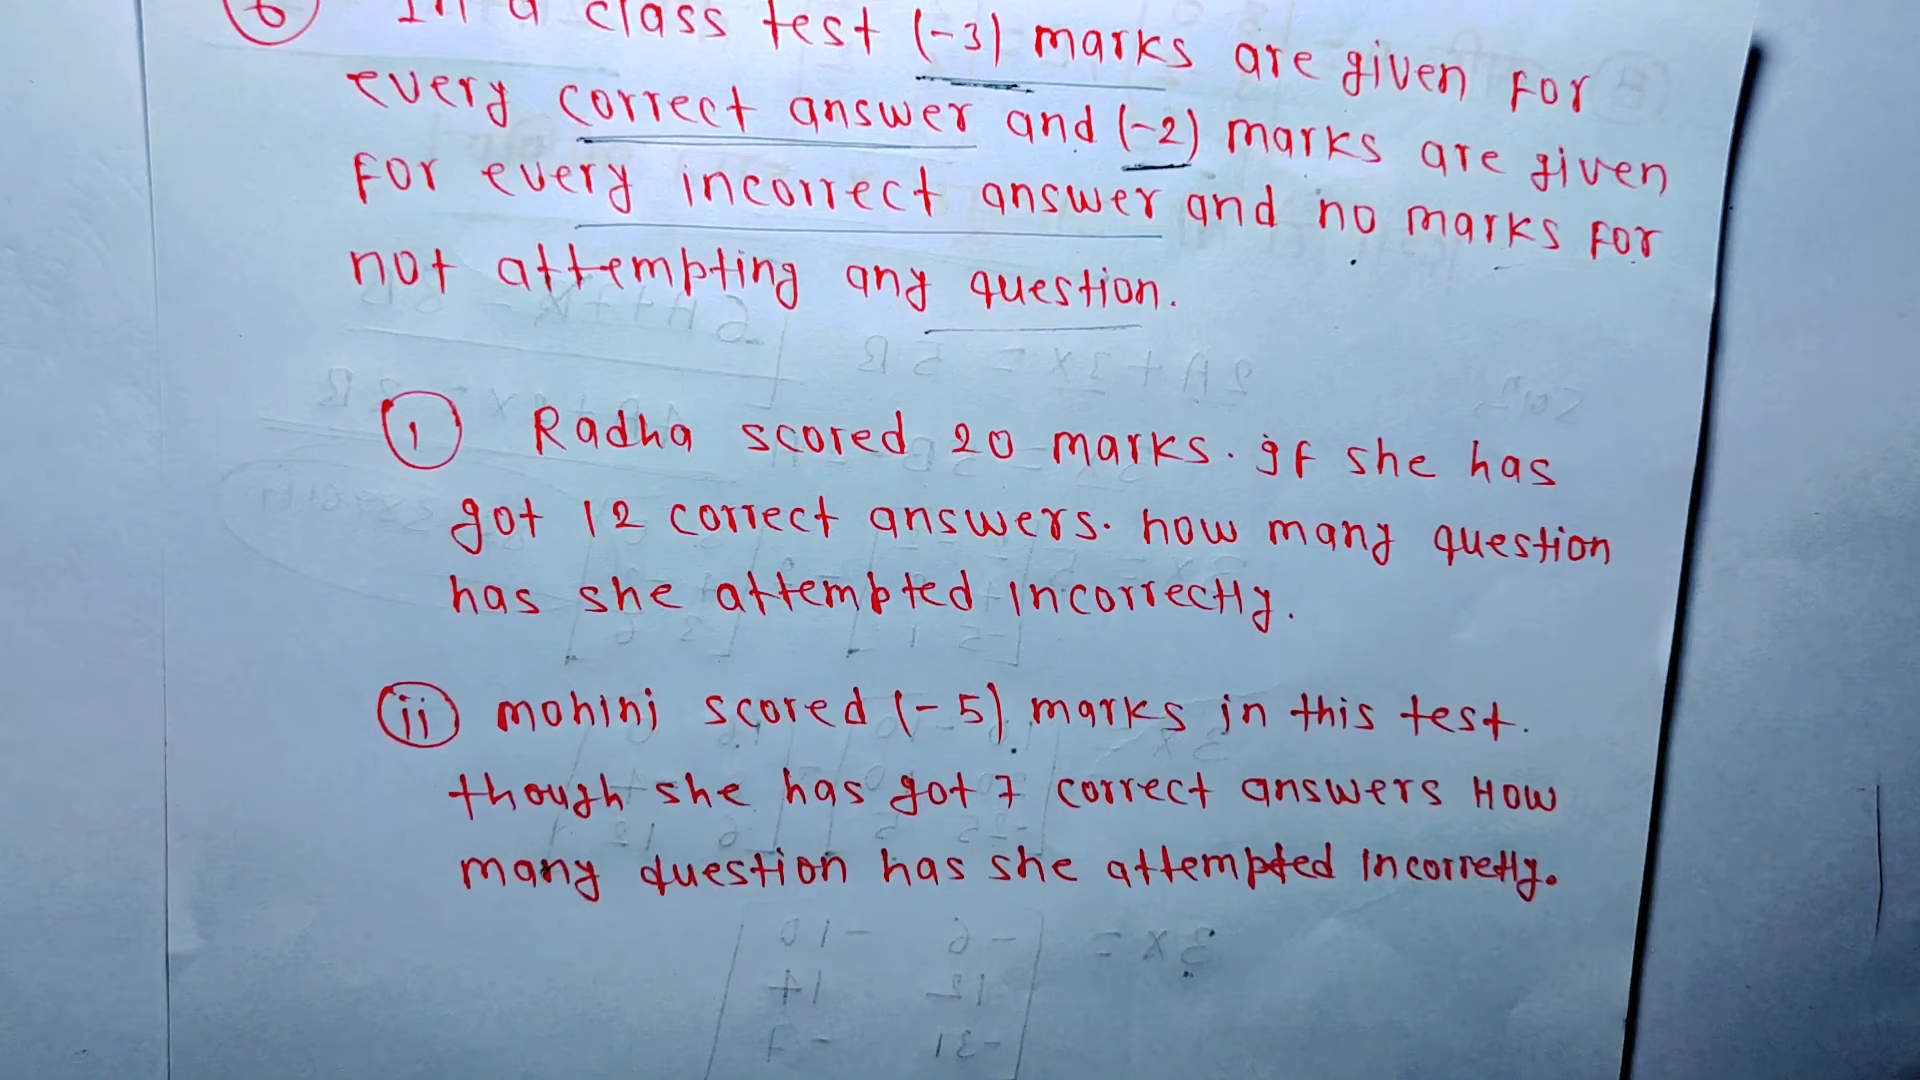 6 In a class test (-3) marks are given for
every correct answer and (-2) marks are given
for every incorrect answer and no marks for
not attempting any question.
i Radha scored 20 marks. if she has
got 12 correct answers. how many question
has she attempted incorrectly.
ii mohini scored (-5) marks in this test.
though she has got 7 correct answers How
many question has she attempted incorretly.